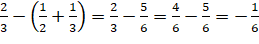 2/3 − (1/2 + 1/3) = 2/3 − 5/6 = 4/6 − 5/6 = −1/6